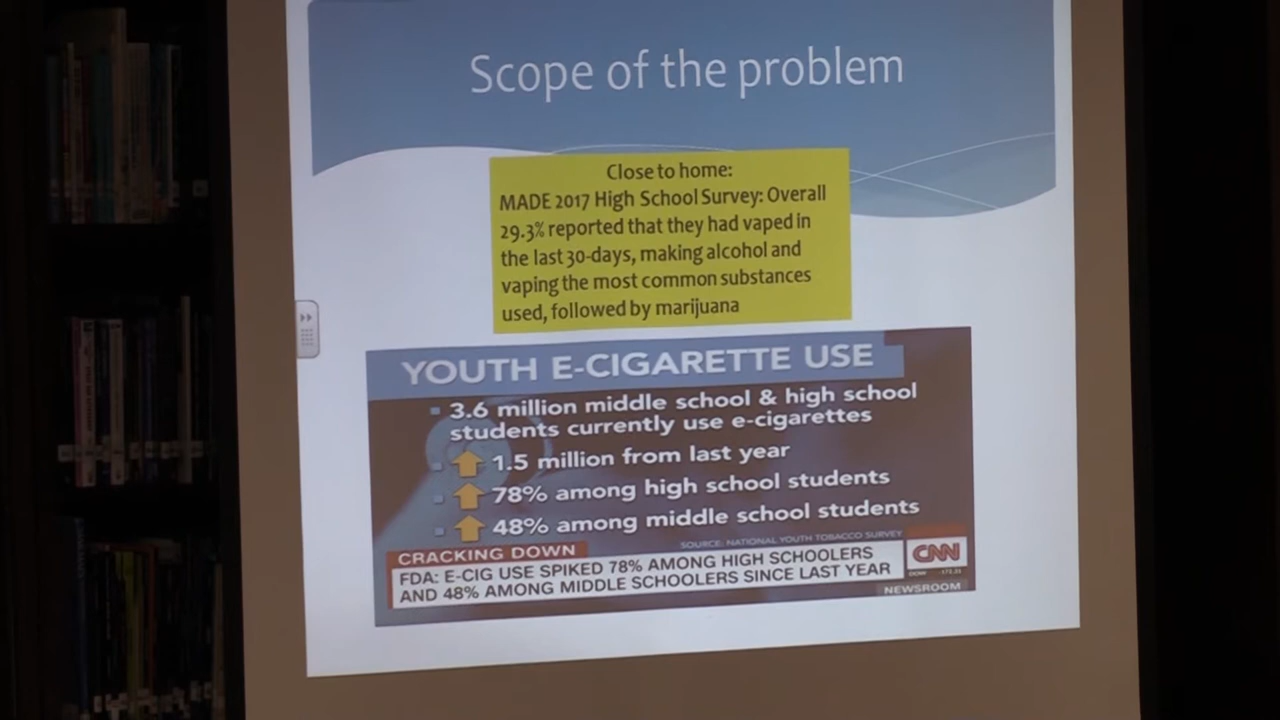 Scope of the problem
Close to home:
MADE 2017 High School Survey: Overall
29.3% reported that they had vaped in
the last 30-days, making alcohol and
vaping the most common substances
used, followed by marijuana
YOUTH E-CIGARETTE USE
3.6 million middle school & high school
students currently use e-cigarettes
1.5 million from last year
78% among high school students
48% among middle school students
SOURCE: NATIONAL YOUTH TOBACCO SURVEY
CRACKING DOWN
FDA: E-CIG USE SPIKED 78% AMONG HIGH SCHOOLERS
AND 48% AMONG MIDDLE SCHOOLERS SINCE LAST YEAR
CNN
DOW
NEWSROOM